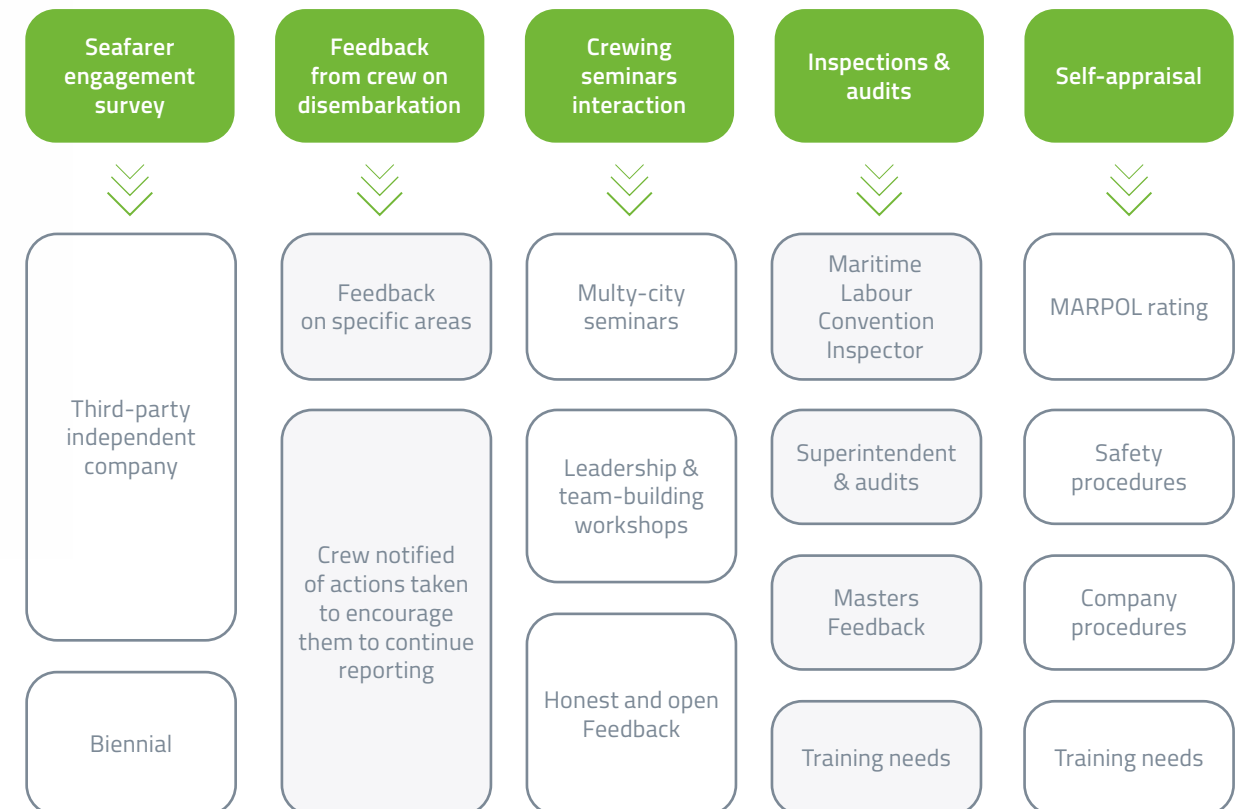 Seafarer
engagement
survey
Feedback
from crew on
disembarkation
Crewing
seminars
interaction
Inspections &
audits
Self-appraisal
Third-party
independent
company
Biennial
Feedback
on specific areas
Crew notified
of actions taken
to encourage
them to continue
reporting
Multy-city
seminars
Leadership &
team-building
workshops
Honest and open
Feedback
Maritime
Labour
Convention
Inspector
Superintendent
& audits
Masters
Feedback
Training needs
MARPOL rating
Safety
procedures
Company
procedures
Training needs